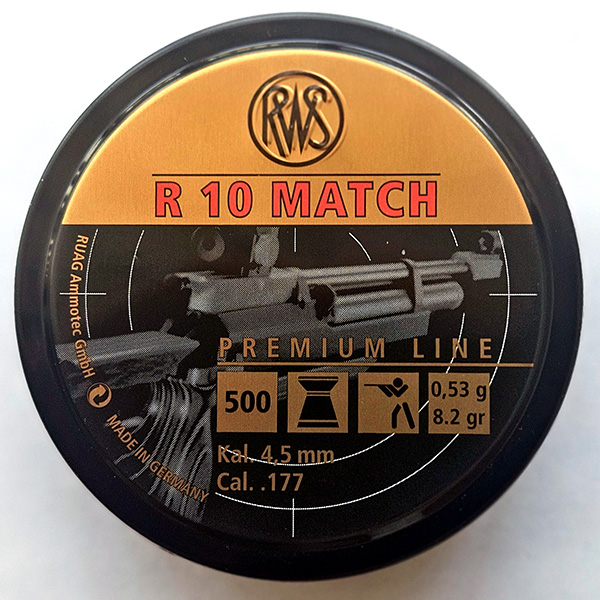 RWS
R 10 MATCH
PREMIUM LINE
500
0,53 g
8.2 gr
Kal. 4,5 mm
Cal. .177
RUAG Ammotec GmbH
MADE IN GERMANY